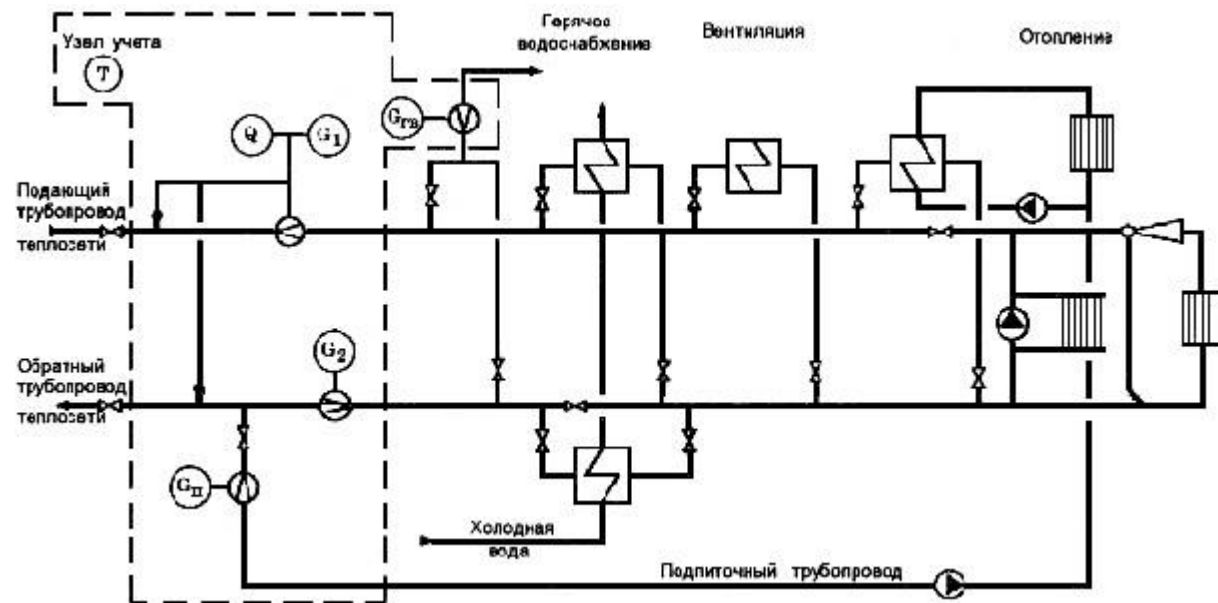 Узел учета
T
Горячее
водоснабжение
Вентиляция
Отопление
Gгв
Q
G1
Подающий
трубопровод
теплосети
G2
Обратный
трубопровод
теплосети
Gп
Холодная
вода
Подпиточный трубопровод